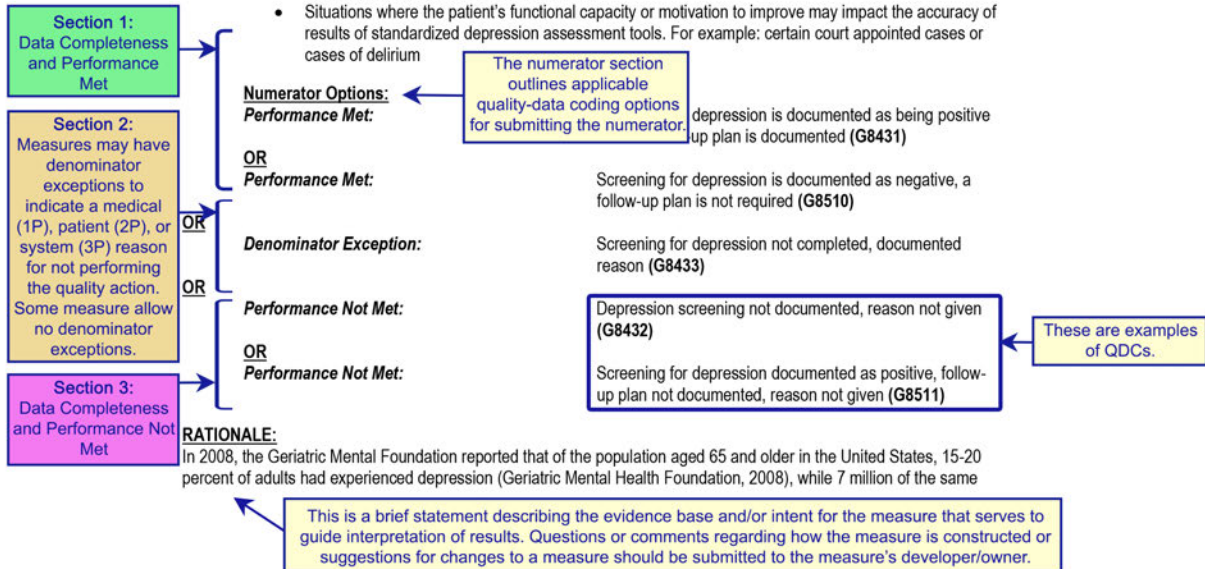 • Situations where the patient's functional capacity or motivation to improve may impact the accuracy of
results of standardized depression assessment tools. For example: certain court appointed cases or
cases of delirium
Section 1:
Data Completeness
and Performance
Met
The numerator section
outlines applicable
quality-data coding options
for submitting the numerator.
Numerator Options:
Performance Met:
depression is documented as being positive
-up plan is documented (G8431)
OR
Performance Met:
Screening for depression is documented as negative, a
follow-up plan is not required (G8510)
Section 2:
Measures may have
denominator
exceptions to
indicate a medical
(1P), patient (2P), or
system (3P) reason
for not performing
the quality action.
Some measure allow
no denominator
exceptions.
OR
Denominator Exception:
Screening for depression not completed, documented
reason (G8433)
OR
Performance Not Met:
Depression screening not documented, reason not given
(G8432)
These are examples
of QDCs.
OR
Performance Not Met:
Screening for depression documented as positive, follow-
up plan not documented, reason not given (G8511)
Section 3:
Data Completeness
and Performance Not
Met
RATIONALE:
In 2008, the Geriatric Mental Foundation reported that of the population aged 65 and older in the United States, 15-20
percent of adults had experienced depression (Geriatric Mental Health Foundation, 2008), while 7 million of the same
This is a brief statement describing the evidence base and/or intent for the measure that serves to
guide interpretation of results. Questions or comments regarding how the measure is constructed or
suggestions for changes to a measure should be submitted to the measure's developer/owner.